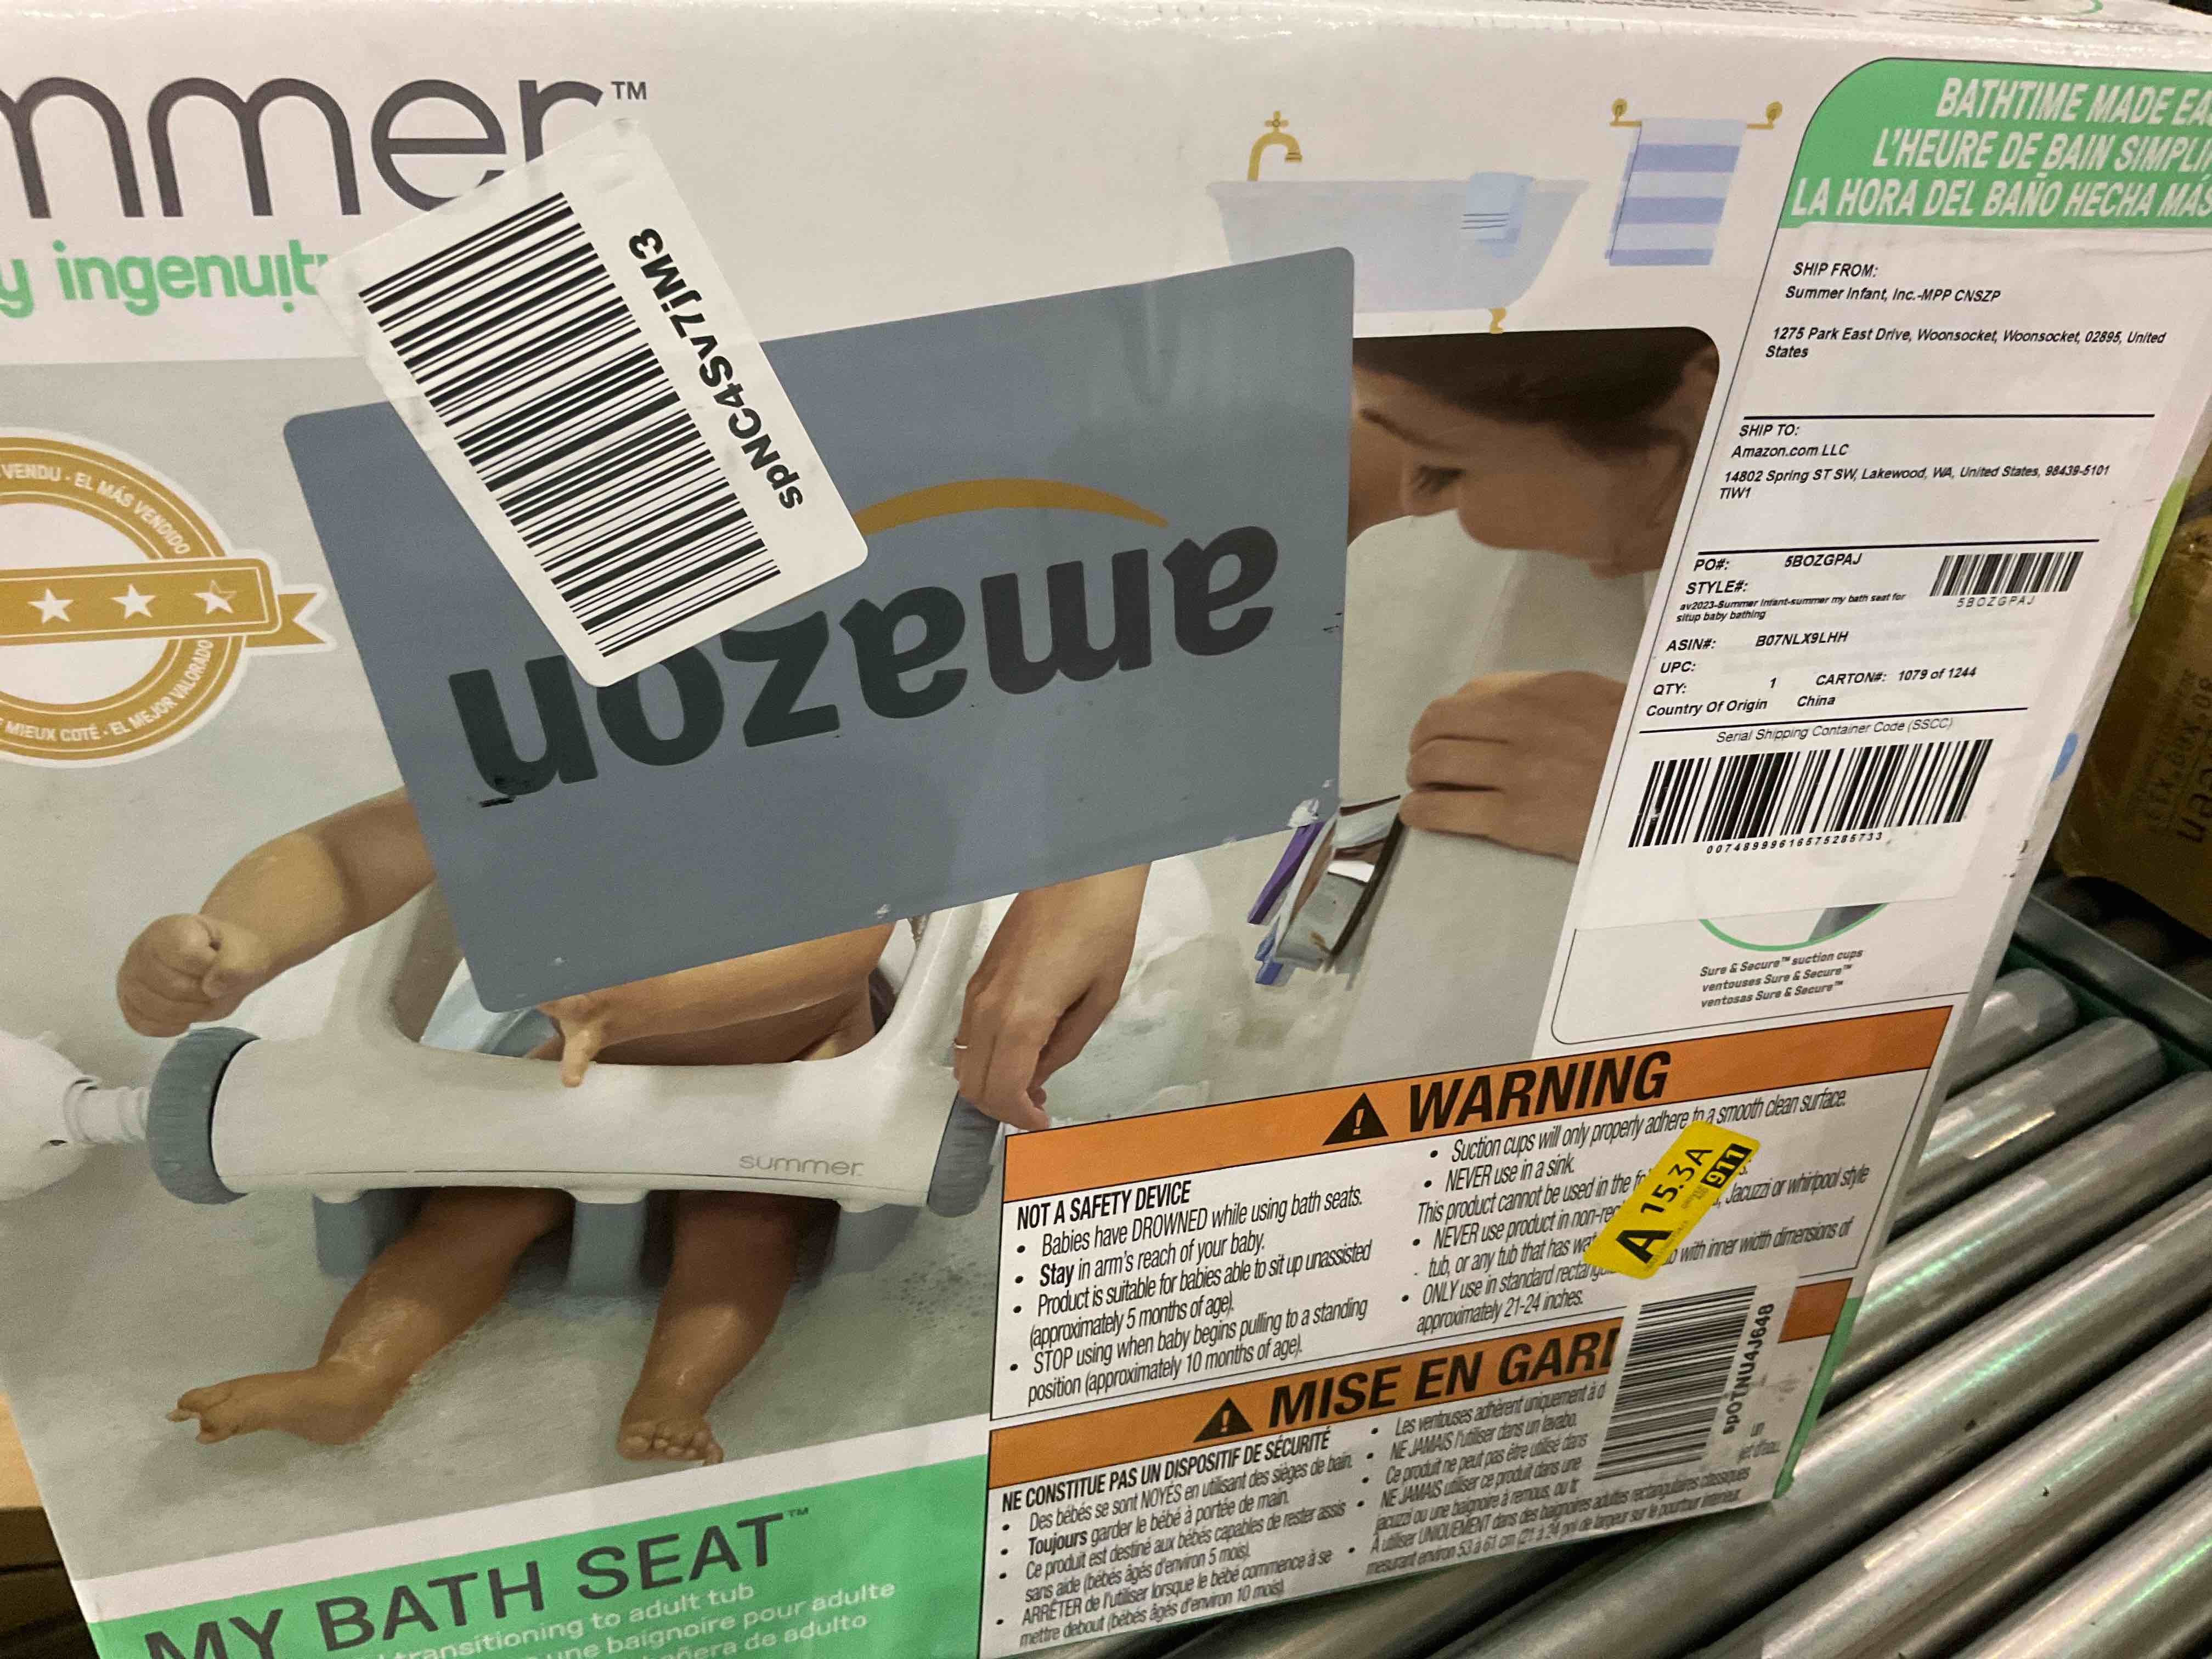 mmer™
y ingenuit
spNC4Sv7jM3
amazon
VENDU - EL MÁS VENDIDO
MIEUX COTÉ - EL MEJOR VALORADO
BATHTIME MADE
L'HEURE DE BAIN SIMPLI
LA HORA DEL BAÑO HECHA MÁS
SHIP FROM:
Summer Infant, Inc.-MPP CNSZP
1275 Park East Drive, Woonsocket, Woonsocket, 02895, United
States
SHIP TO:
Amazon.com LLC
14802 Spring ST SW, Lakewood, WA, United States, 98439-5101
TIW1
PO#: 5BOZGPAJ
5BOZGPAJ
STYLE#:
av2023-Summer Infant-summer my bath seat for
situp baby bathing
ASIN#: B07NLX9LHH
UPC:
QTY: 1 CARTON#: 1079 of 1244
Country Of Origin China
Serial Shipping Container Code (SSCC)
00748999616575285733
Sure & Secure™ suction cups
ventouses Sure & Secure™
ventosas Sure & Secure™
summer
WARNING
NOT A SAFETY DEVICE
• Babies have DROWNED while using bath seats.
• Stay in arm's reach of your baby.
• Product is suitable for babies able to sit up unassisted
(approximately 5 months of age).
• STOP using when baby begins pulling to a standing
position (approximately 10 months of age).
• Suction cups will only properly adhere to a smooth clean surface.
• NEVER use in a sink.
This product cannot be used in the
• NEVER use product in non-rec Jacuzzi or whirlpool style
tub, or any tub that has
• ONLY use in standard with inner width dimensions of
approximately 21-24 inches.
A 15.3A
911
MISE EN GAR
NE CONSTITUE PAS UN DISPOSITIF DE SÉCURITÉ
• Des bébés se sont NOYÉS en utilisant des sièges de bain.
• Toujours garder le bébé à portée de main.
• Ce produit est destiné aux bébés capables de rester assis
sans aide (bébés âgés d'environ 5 mois).
• ARRÊTER de l'utiliser lorsque le bébé commence à se
mettre debout (bébés âgés d'environ 10 mois).
• Les ventouses adhèrent uniquement à
• NE JAMAIS l'utiliser dans un lavabo.
• Ce produit ne peut pas être utilisé dans
• NE JAMAIS utiliser ce produit dans une
jacuzzi ou une baignoire à remous, ou
• À utiliser UNIQUEMENT dans des baignoires adultes rectangulaires classiques
mesurant environ 53 à 61 cm (21 à 24 po) de largeur sur le pourtour intérieur.
spOTNU4J648
MY BATH SEAT™
transitioning to adult tub
une baignoire pour adulte
de adulto